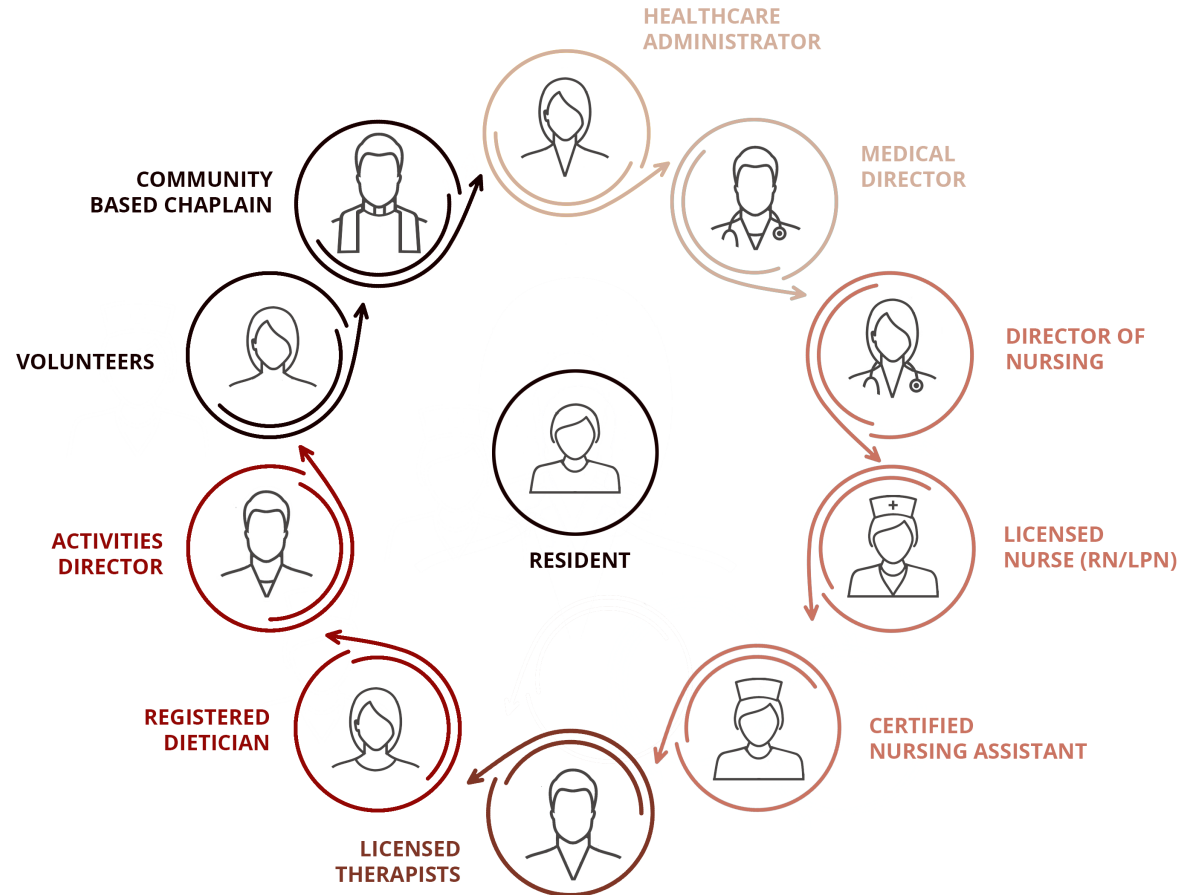 HEALTHCARE
ADMINISTRATOR
MEDICAL
DIRECTOR
DIRECTOR OF
NURSING
LICENSED
NURSE (RN/LPN)
CERTIFIED
NURSING ASSISTANT
LICENSED
THERAPISTS
REGISTERED
DIETICIAN
ACTIVITIES
DIRECTOR
VOLUNTEERS
COMMUNITY
BASED CHAPLAIN
RESIDENT